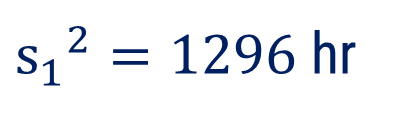 s₁² = 1296 hr